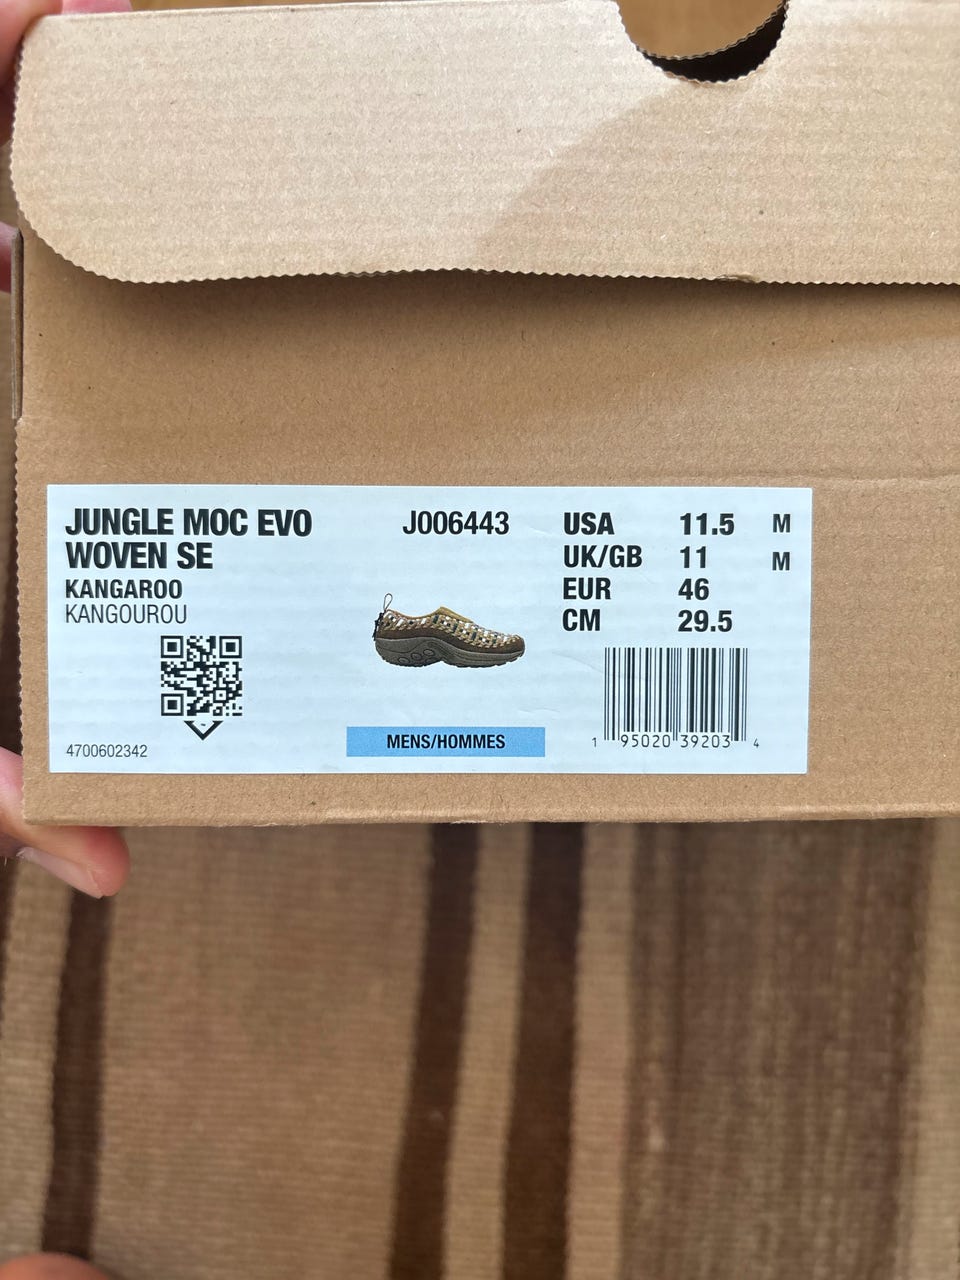 JUNGLE MOC EVO
WOVEN SE
KANGAROO
KANGOUROU
4700602342
J006443
MENS/HOMMES
USA 11.5 M
UK/GB 11 M
EUR 46
CM 29.5
1 95020 39203 4